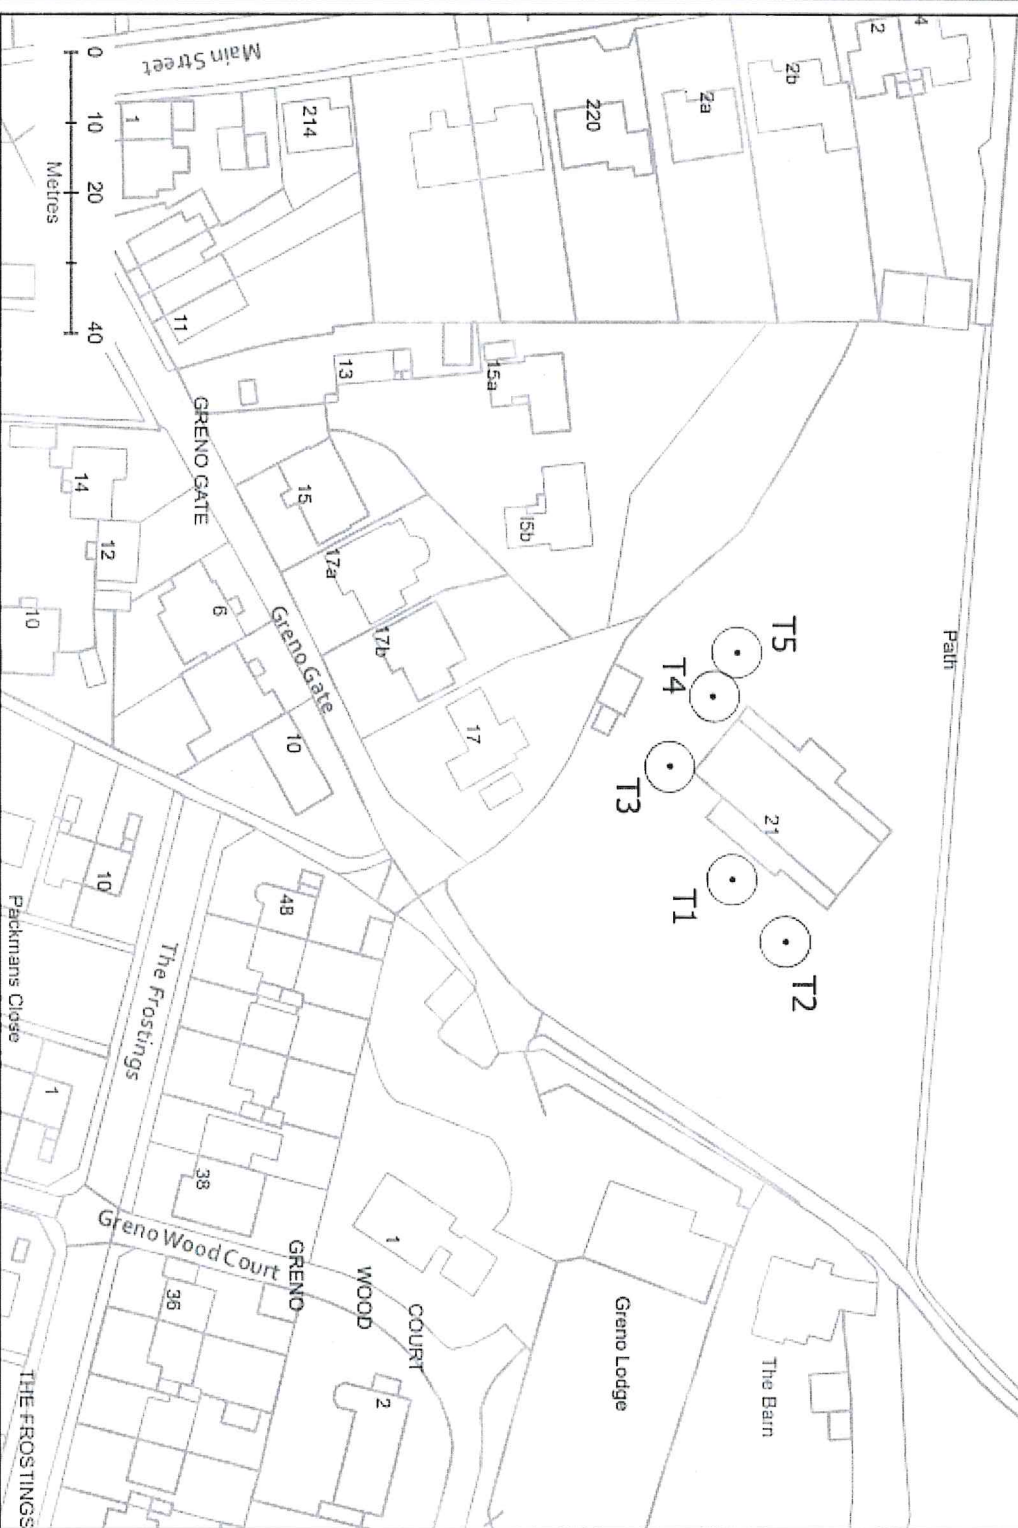 Main Street
4
2
2b
2a
220
214
1
11
0 10 20 40
Metres
13
15a
15b
15
17a
17b
17
GRENO GATE
Greno Gate
14
12
10
6
10
Path
T5
T4
T3
21
T1
T2
10
48
The Frostings
Packmans Close
1
38
Greno Wood Court
GRENO
WOOD
COURT
1
36
2
Greno Lodge
The Barn
THE FROSTINGS